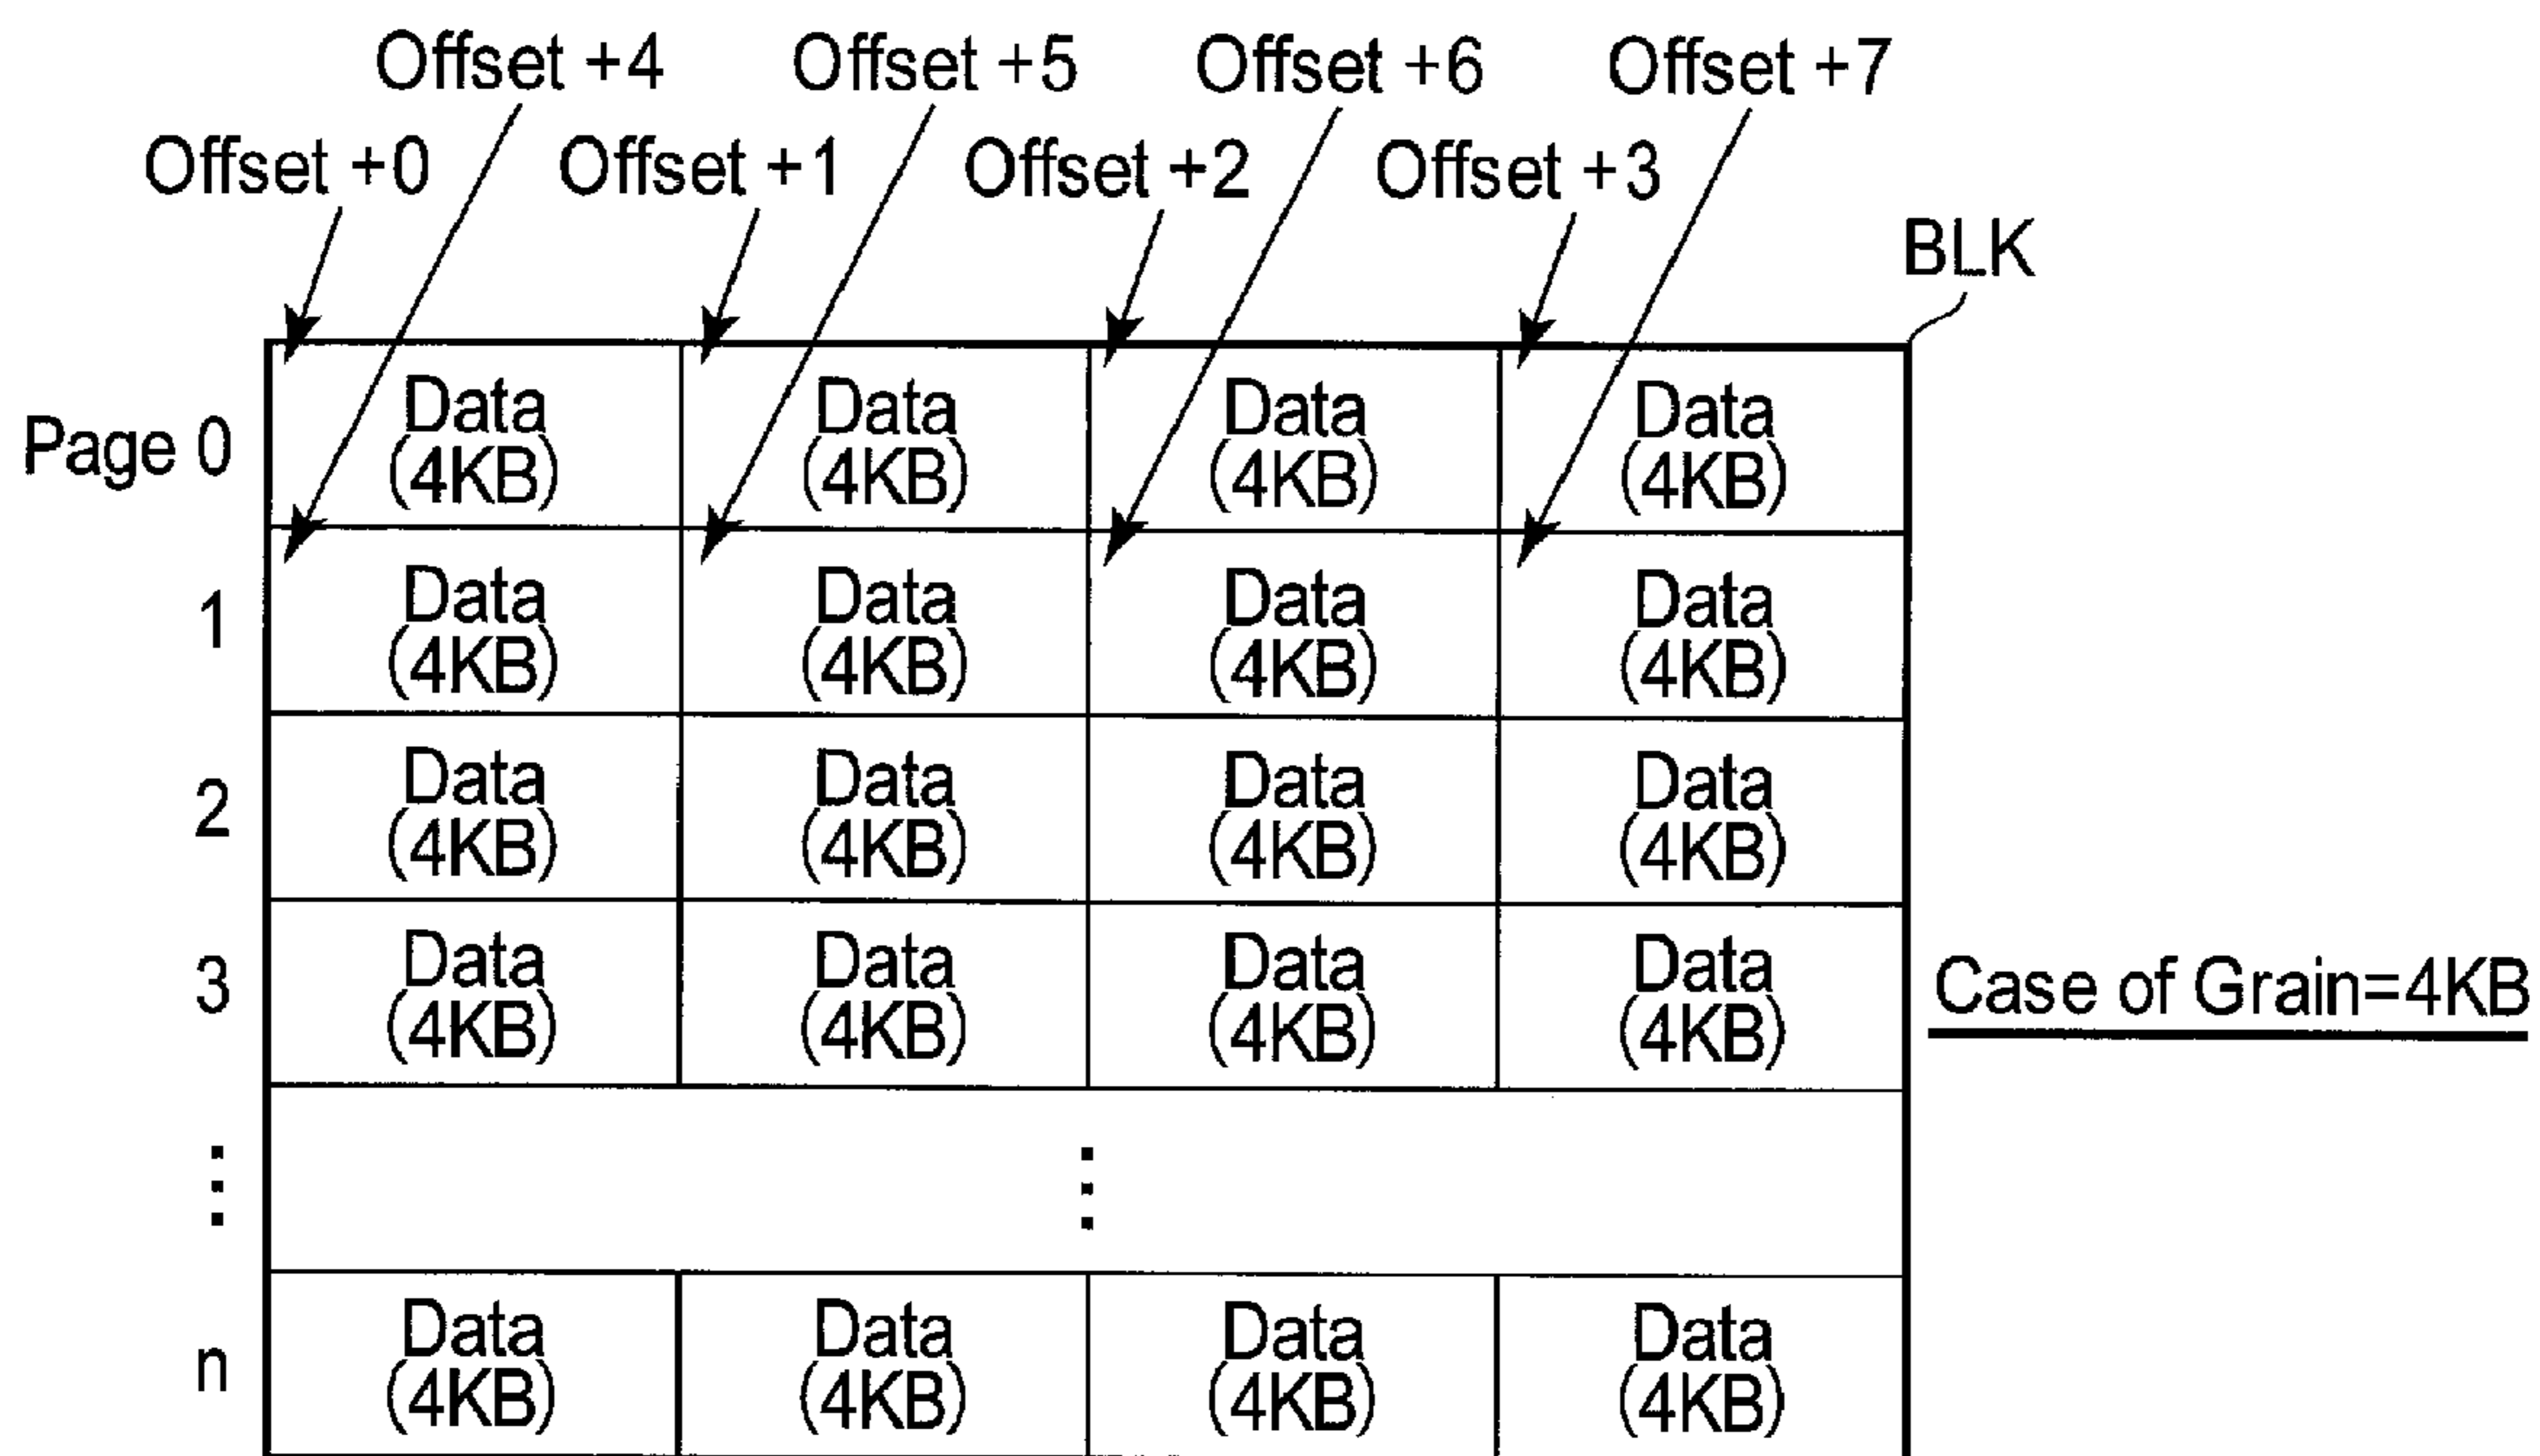 Offset +4 Offset +5 Offset +6 Offset +7
Offset +0 Offset +1 Offset +2 Offset +3
BLK
Page 0 Data Data Data Data
(4KB) (4KB) (4KB) (4KB)
1 Data Data Data Data
(4KB) (4KB) (4KB) (4KB)
2 Data Data Data Data
(4KB) (4KB) (4KB) (4KB)
3 Data Data Data Data
(4KB) (4KB) (4KB) (4KB)
Case of Grain=4KB
n Data Data Data Data
(4KB) (4KB) (4KB) (4KB)